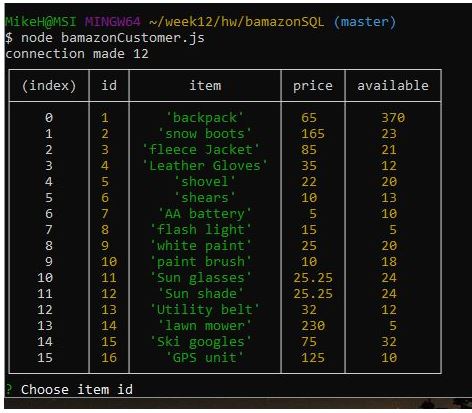 MikeH@MSI MINGW64 ~/week12/hw/bamazonSQL (master)
$ node bamazonCustomer.js
connection made 12
(index) id item price available
0 1 'backpack' 65 370
1 2 'snow boots' 165 23
2 3 'fleece Jacket' 85 21
3 4 'Leather Gloves' 35 12
4 5 'shovel' 22 20
5 6 'shears' 10 13
6 7 'AA battery' 5 10
7 8 'flash light' 15 5
8 9 'white paint' 25 20
9 10 'paint brush' 10 18
10 11 'Sun glasses' 25.25 24
11 12 'Sun shade' 25.25 24
12 13 'Utility belt' 32 12
13 14 'lawn mower' 230 5
14 15 'Ski googles' 75 32
15 16 'GPS unit' 125 10
? Choose item id